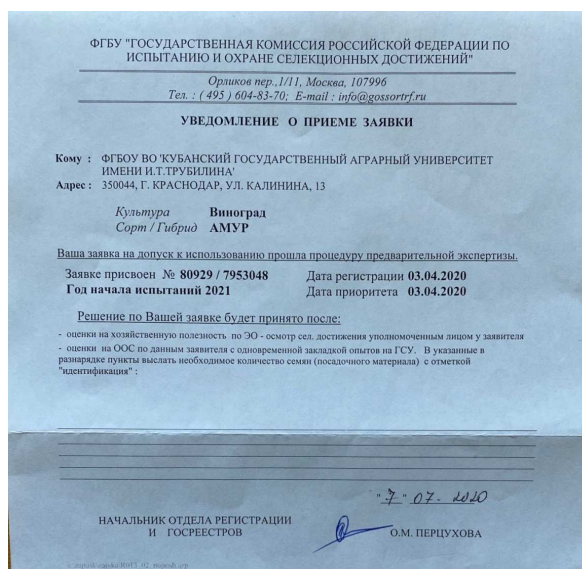 ФГБУ "ГОСУДАРСТВЕННАЯ КОМИССИЯ РОССИЙСКОЙ ФЕДЕРАЦИИ ПО
ИСПЫТАНИЮ И ОХРАНЕ СЕЛЕКЦИОННЫХ ДОСТИЖЕНИЙ"
Орликов пер.,1/11, Москва, 107996
Тел. : ( 495 ) 604-83-70; E-mail : info@gossortrf.ru
УВЕДОМЛЕНИЕ О ПРИЕМЕ ЗАЯВКИ
Кому : ФГБОУ ВО 'КУБАНСКИЙ ГОСУДАРСТВЕННЫЙ АГРАРНЫЙ УНИВЕРСИТЕТ
ИМЕНИ И.Т.ТРУБИЛИНА'
Адрес : 350044, Г. КРАСНОДАР, УЛ. КАЛИНИНА, 13
Культура Виноград
Сорт / Гибрид АМУР
Ваша заявка на допуск к использованию прошла процедуру предварительной экспертизы.
Заявке присвоен № 80929 / 7953048 Дата регистрации 03.04.2020
Год начала испытаний 2021 Дата приоритета 03.04.2020
Решение по Вашей заявке будет принято после:
- оценки на хозяйственную полезность по ЭО - осмотр сел. достижения уполномоченным лицом у заявителя
- оценки на ООС по данным заявителя с одновременной закладкой опытов на ГСУ. В указанные в
разнарядке пункты выслать необходимое количество семян (посадочного материала) с отметкой
"идентификация" :
"7" 07. 2020
НАЧАЛЬНИК ОТДЕЛА РЕГИСТРАЦИИ
И ГОСРЕЕСТРОВ О.М. ПЕРЦУХОВА